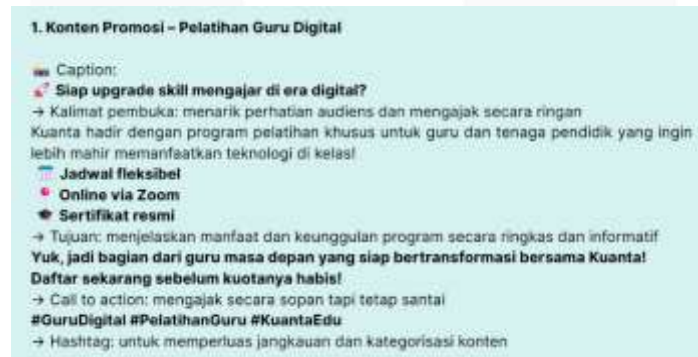 1. Konten Promosi – Pelatihan Guru Digital
📸 Caption:
🚀 Siap upgrade skill mengajar di era digital?
→ Kalimat pembuka: menarik perhatian audiens dan mengajak secara ringan
Kuanta hadir dengan program pelatihan khusus untuk guru dan tenaga pendidik yang ingin
lebih mahir memanfaatkan teknologi di kelas!
🗓️ Jadwal fleksibel
📍 Online via Zoom
🎓 Sertifikat resmi
→ Tujuan: menjelaskan manfaat dan keunggulan program secara ringkas dan informatif
Yuk, jadi bagian dari guru masa depan yang siap bertransformasi bersama Kuanta!
Daftar sekarang sebelum kuotanya habis!
→ Call to action: mengajak secara sopan tapi tetap santai
#GuruDigital #PelatihanGuru #KuantaEdu
→ Hashtag: untuk memperluas jangkauan dan kategorisasi konten